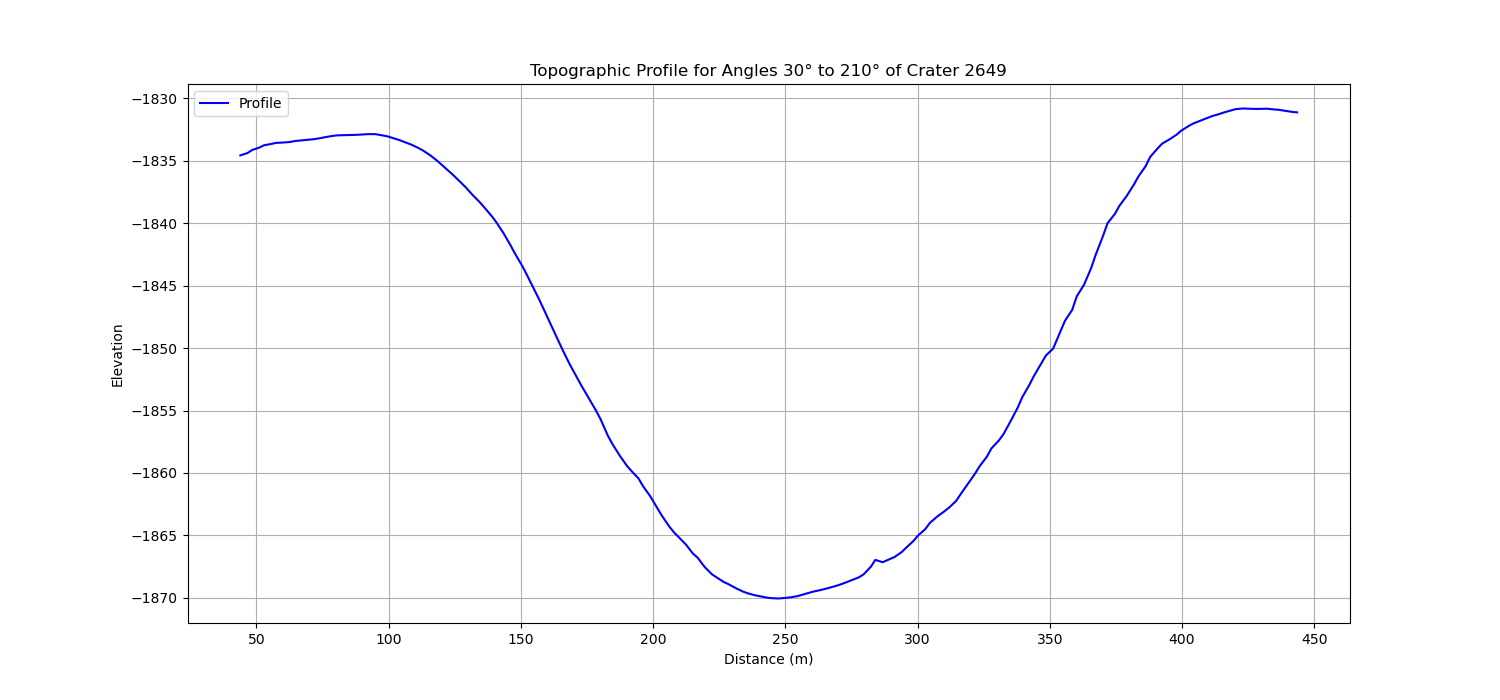 Topographic Profile for Angles 30° to 210° of Crater 2649
Profile
−1830
−1835
−1840
−1845
−1850
−1855
−1860
−1865
−1870
Elevation
50 100 150 200 250 300 350 400 450
Distance (m)